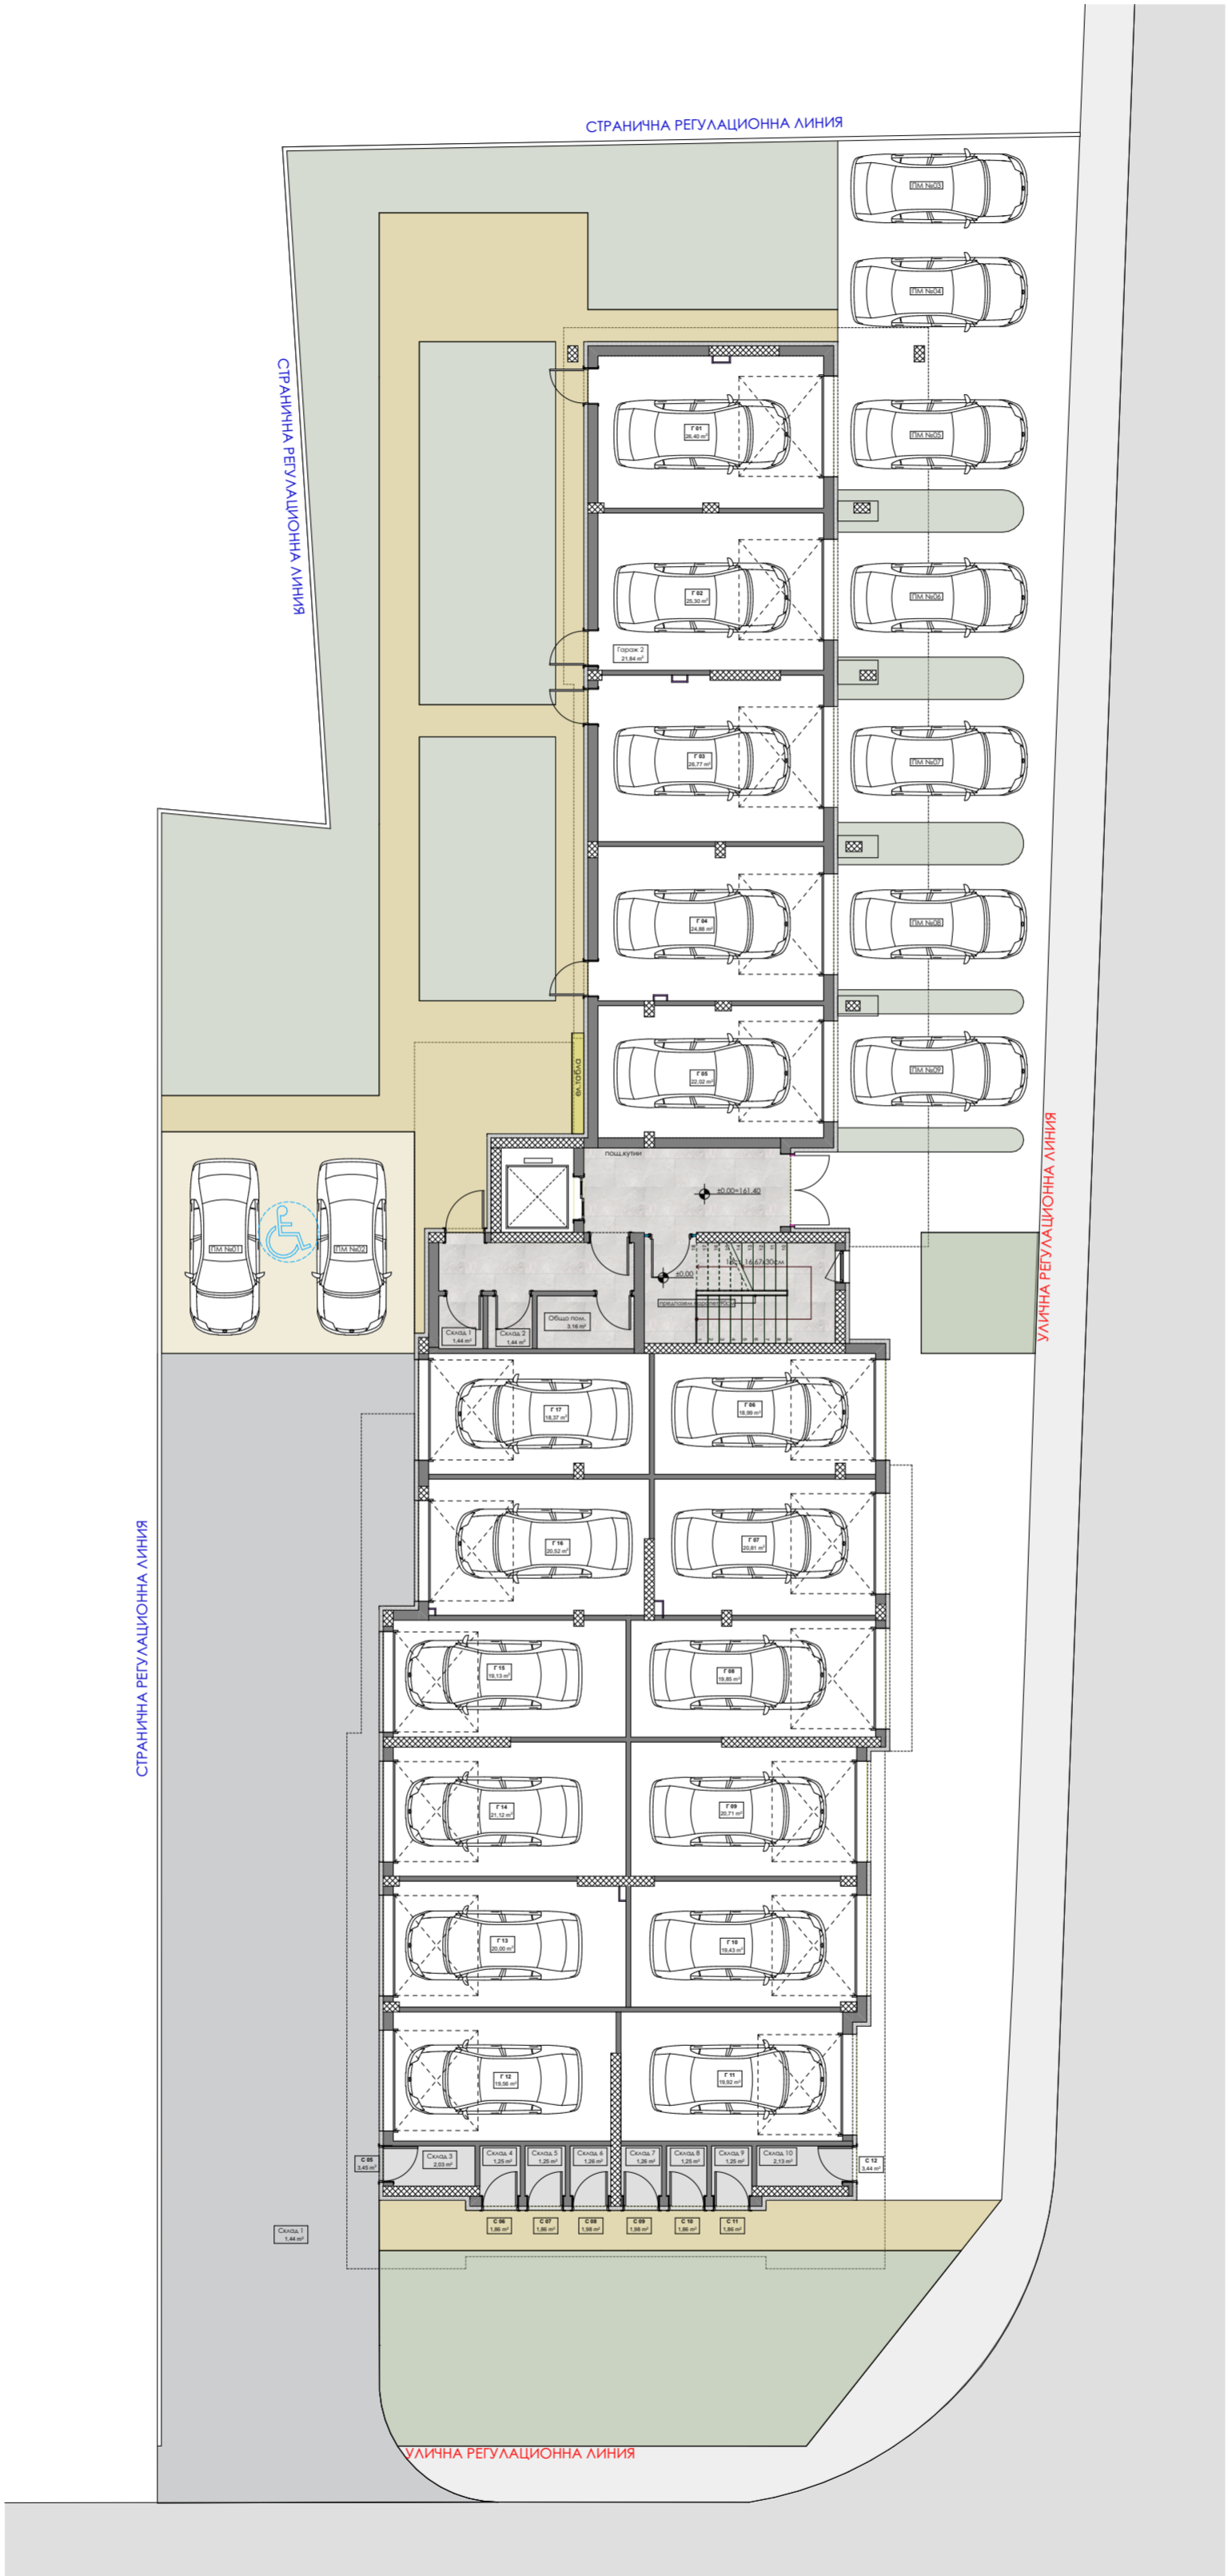 СТРАНИЧНА РЕГУЛАЦИОННА ЛИНИЯ
ПМ №03
ПМ №04
СТРАНИЧНА РЕГУЛАЦИОННА ЛИНИЯ
Г 01
26,40 m²
ПМ №05
Г 02
25,30 m²
ПМ №06
Гараж 2
21,84 m²
Г 03
26,77 m²
ПМ №07
Г 04
24,88 m²
ПМ №08
Г 05
22,02 m²
ПМ №09
УЛИЧНА РЕГУЛАЦИОННА ЛИНИЯ
пощ.кутии
±0.00=161.40
ПМ №01
ПМ №02
±0.00
Склад 1
1,44 m²
Склад 2
1,44 m²
Общо пом.
3,16 m²
Г 17
18,37 m²
Г 06
18,99 m²
Г 16
20,52 m²
Г 07
20,81 m²
СТРАНИЧНА РЕГУЛАЦИОННА ЛИНИЯ
Г 15
19,13 m²
Г 08
19,85 m²
Г 14
21,12 m²
Г 09
20,71 m²
Г 13
20,00 m²
Г 10
19,43 m²
Г 12
19,56 m²
Г 11
19,92 m²
С 05
3,45 m²
Склад 3
2,03 m²
Склад 4
1,25 m²
Склад 5
1,25 m²
Склад 6
1,26 m²
Склад 7
1,26 m²
Склад 8
1,25 m²
Склад 9
1,25 m²
Склад 10
2,13 m²
С 12
3,44 m²
С 06
1,86 m²
С 07
1,86 m²
С 08
1,98 m²
С 09
1,98 m²
С 10
1,86 m²
С 11
1,86 m²
Склад 1
1,44 m²
УЛИЧНА РЕГУЛАЦИОННА ЛИНИЯ